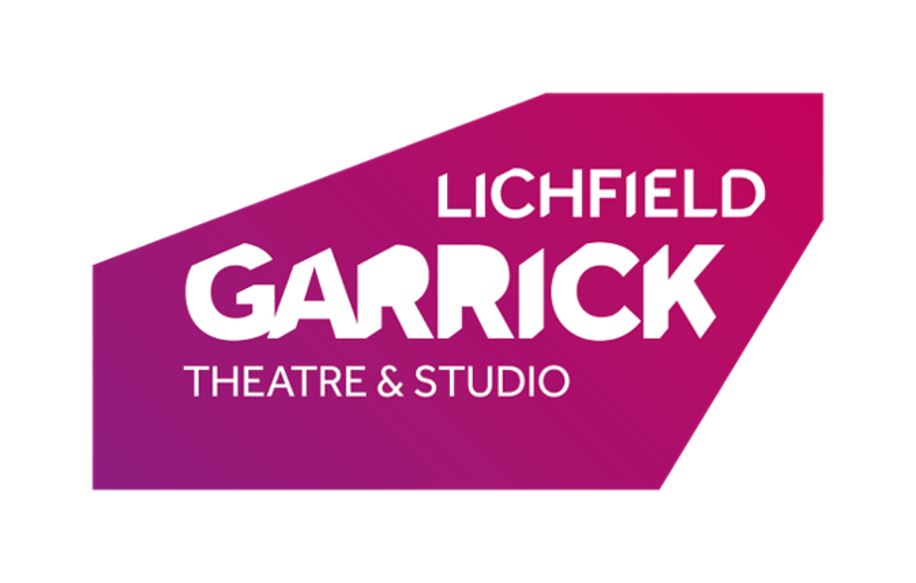 LICHFIELD
GARRICK
THEATRE & STUDIO